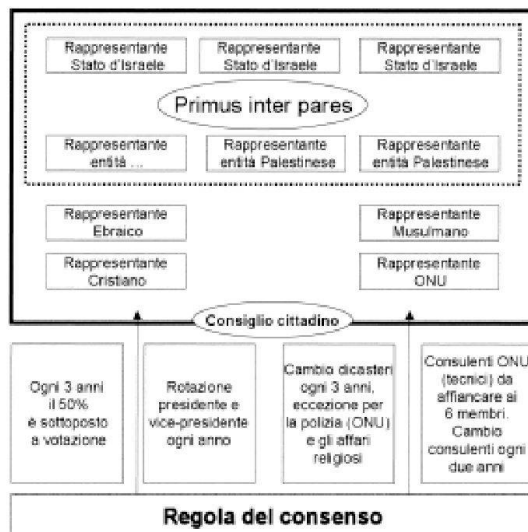 Rappresentante
Stato d'Israele
Rappresentante
Stato d'Israele
Rappresentante
Stato d'Israele
Primus inter pares
Rappresentante
entità ...
Rappresentante
entità Palestinese
Rappresentante
entità Palestinese
Rappresentante
Ebraico
Rappresentante
Musulmano
Rappresentante
Cristiano
Rappresentante
ONU
Consiglio cittadino
Ogni 3 anni
il 50%
è sottoposto
a votazione
Rotazione
presidente e
vice-presidente
ogni anno
Cambio dicasteri
ogni 3 anni,
eccezione per
la polizia (ONU)
e gli affari
religiosi
Consulenti ONU
(tecnici) da
affiancare ai
6 membri.
Cambio
consulenti ogni
due anni
Regola del consenso